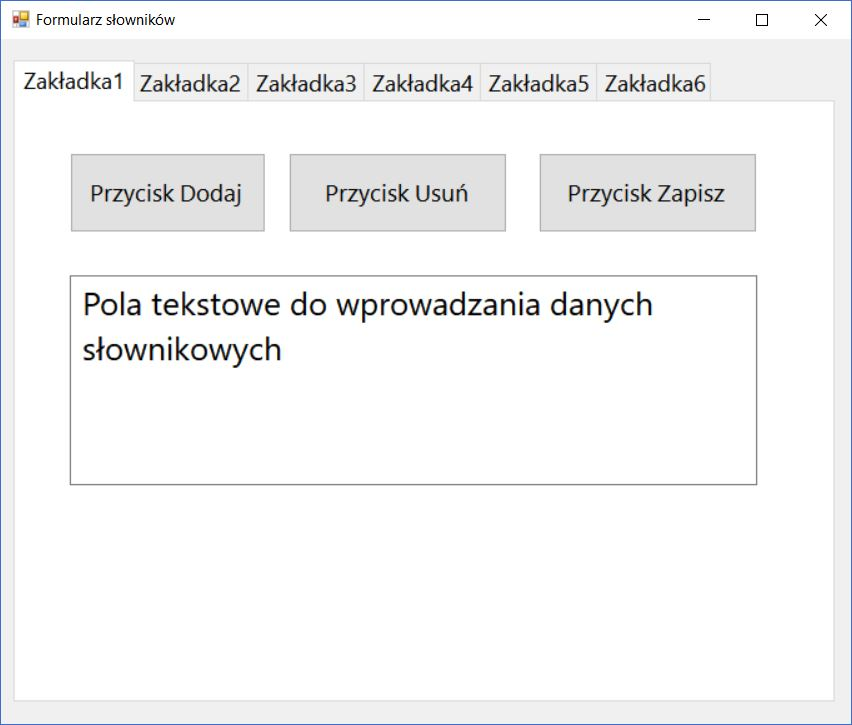 Formularz słowników
Zakładka1 Zakładka2 Zakładka3 Zakładka4 Zakładka5 Zakładka6
Przycisk Dodaj Przycisk Usuń Przycisk Zapisz
Pola tekstowe do wprowadzania danych
słownikowych